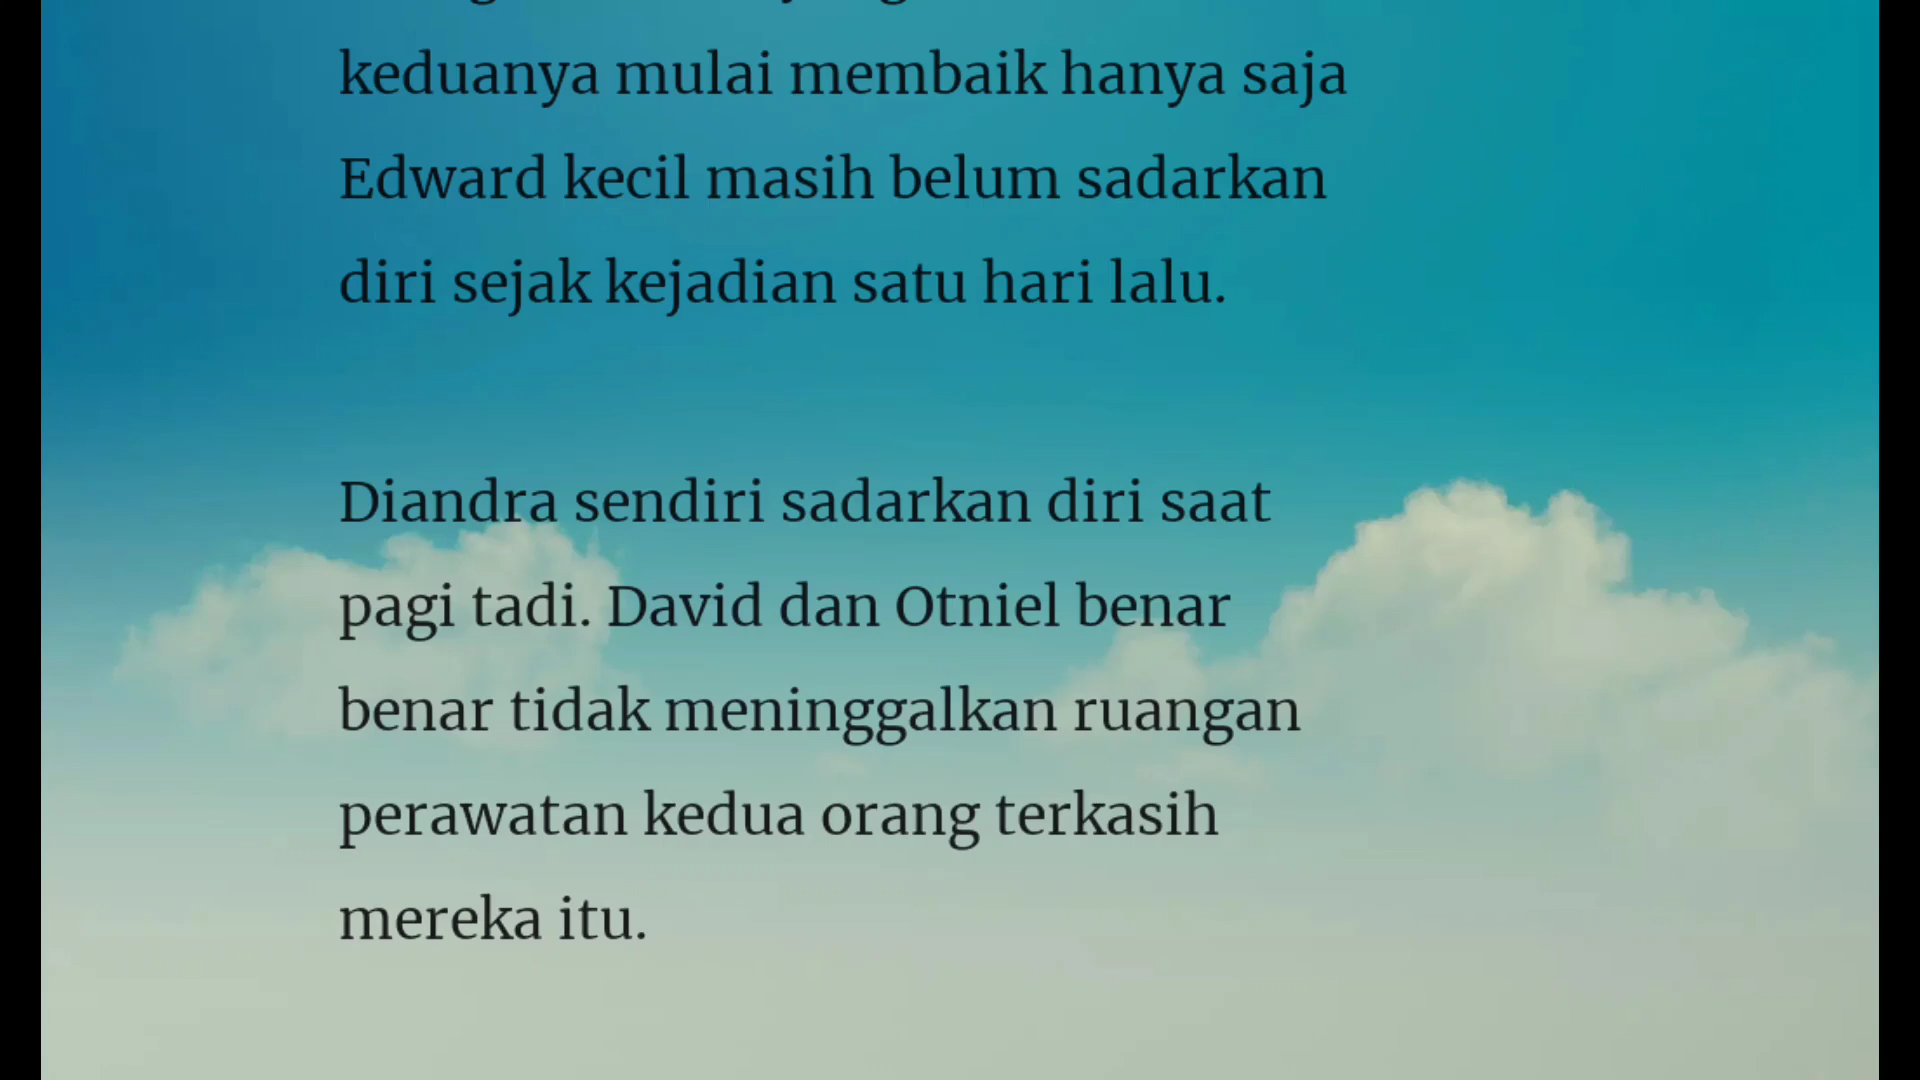 keduanya mulai membaik hanya saja
Edward kecil masih belum sadarkan
diri sejak kejadian satu hari lalu.
Diandra sendiri sadarkan diri saat
pagi tadi. David dan Otniel benar
benar tidak meninggalkan ruangan
perawatan kedua orang terkasih
mereka itu.